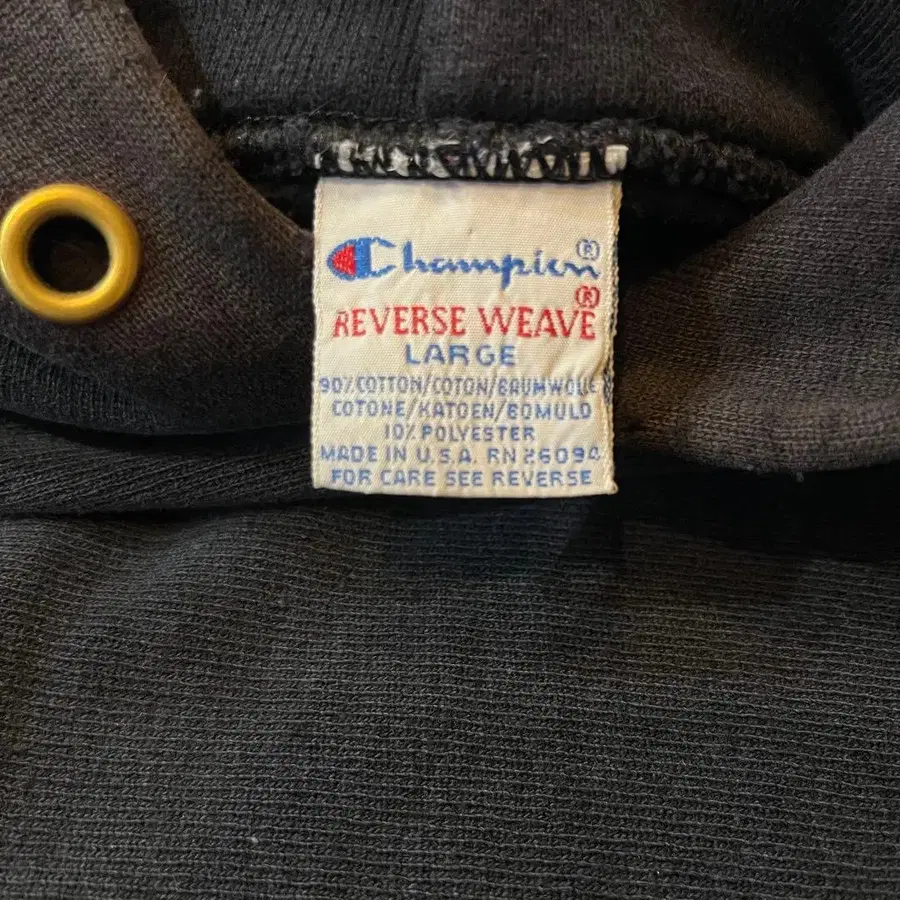 Champion®
REVERSE WEAVE®
LARGE
90% COTTON/COTON/BAUMWOLLE
COTONE/KATOEN/BOMULD
10% POLYESTER
MADE IN U.S.A. RN 26094
FOR CARE SEE REVERSE